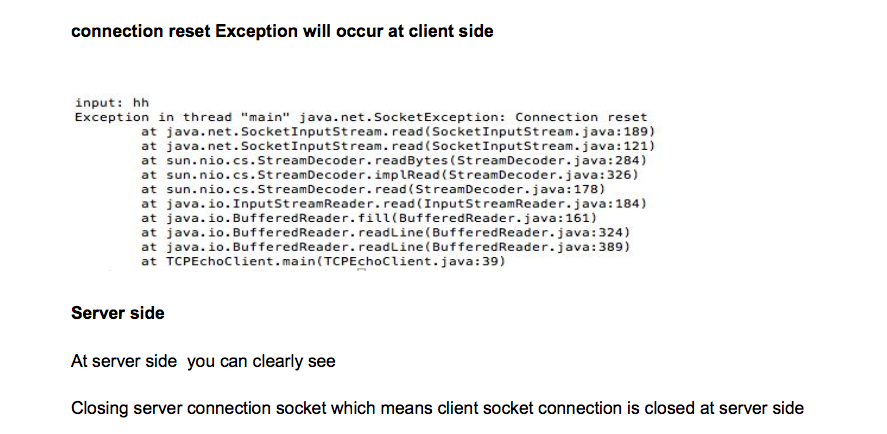 connection reset Exception will occur at client side
input: hh
Exception in thread "main" java.net.SocketException: Connection reset
at java.net.SocketInputStream.read(SocketInputStream.java:189)
at java.net.SocketInputStream.read(SocketInputStream.java:121)
at sun.nio.cs.StreamDecoder.readBytes(StreamDecoder.java:284)
at sun.nio.cs.StreamDecoder.implRead(StreamDecoder.java:326)
at sun.nio.cs.StreamDecoder.read(StreamDecoder.java:178)
at java.io.InputStreamReader.read(InputStreamReader.java:184)
at java.io.BufferedReader.fill(BufferedReader.java:161)
at java.io.BufferedReader.readLine(BufferedReader.java:324)
at java.io.BufferedReader.readLine(BufferedReader.java:389)
at TCPEchoClient.main(TCPEchoClient.java:39)
Server side
At server side  you can clearly see
Closing server connection socket which means client socket connection is closed at server side